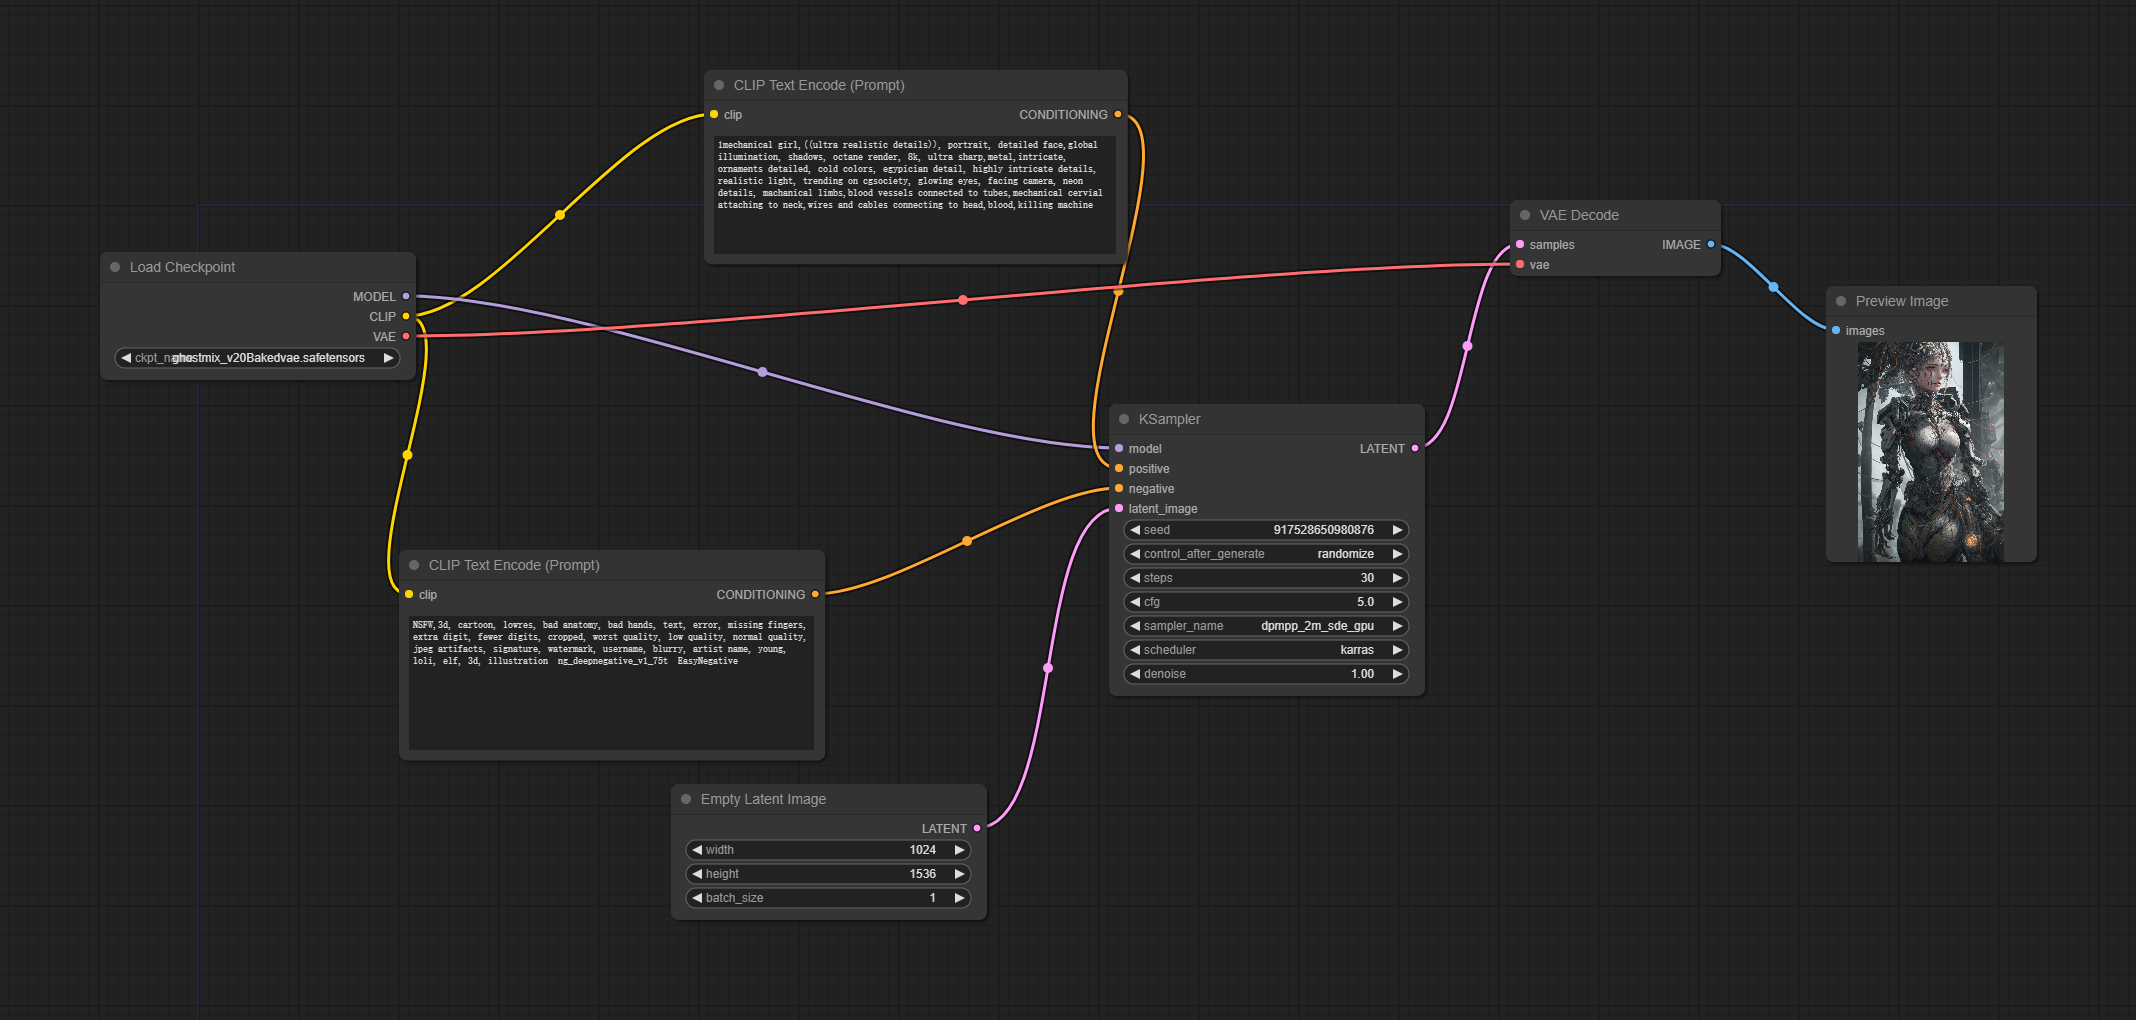 CLIP Text Encode (Prompt)
clip
CONDITIONING
1mechanical girl,((ultra realistic details)), portrait, detailed face,global
illumination, shadows, octane render, 8k, ultra sharp,metal,intricate,
ornaments detailed, cold colors, egypician detail, highly intricate details,
realistic light, trending on cgsociety, glowing eyes, facing camera, neon
details, machanical limbs,blood vessels connected to tubes,mechanical cervial
attaching to neck,wires and cables connecting to head,blood,killing machine
Load Checkpoint
MODEL
CLIP
VAE
ghostmix_v20Bakedvae.safetensors
VAE Decode
samples
IMAGE
vae
Preview Image
images
KSampler
model
LATENT
positive
negative
latent_image
seed 917528650980876
control_after_generate randomize
steps 30
cfg 5.0
sampler_name dpmpp_2m_sde_gpu
scheduler karras
denoise 1.00
CLIP Text Encode (Prompt)
clip
CONDITIONING
NSFW,3d, cartoon, lowres, bad anatomy, bad hands, text, error, missing fingers,
extra digit, fewer digits, cropped, worst quality, low quality, normal quality,
jpeg artifacts, signature, watermark, username, blurry, artist name, young,
loli, elf, 3d, illustration ng_deepnegative_v1_75t EasyNegative
Empty Latent Image
LATENT
width 1024
height 1536
batch_size 1